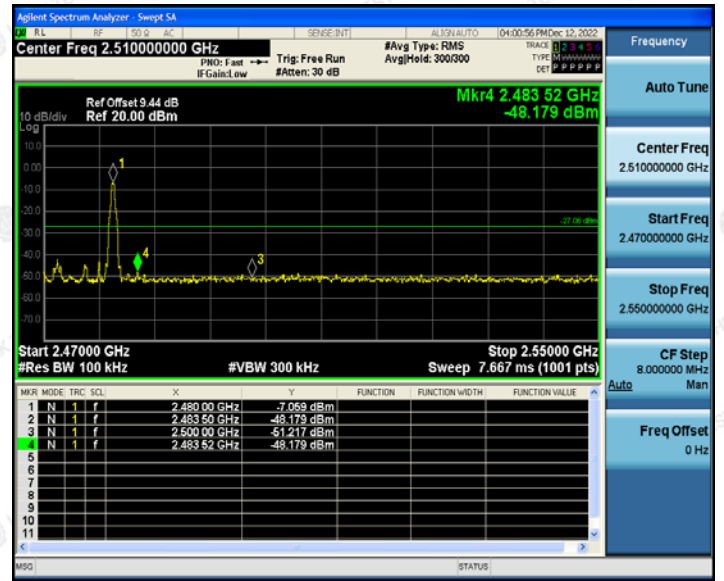 Agilent Spectrum Analyzer - Swept SA
RL RF 50 Ω AC SENSE:INT ALIGNAUTO 04:00:56 PMDec 12, 2022
Center Freq 2.510000000 GHz
PNO: Fast
IFGain:Low
Trig: Free Run
#Atten: 30 dB
#Avg Type: RMS
Avg|Hold: 300/300
TRACE 1 2 3 4 5 6
TYPE M
DET P P P P P P
Frequency
Ref Offset 9.44 dB
Ref 20.00 dBm
10 dB/div
Log
Mkr4 2.483 52 GHz
-48.179 dBm
10.0
0.00
-10.0
-20.0
-30.0
-40.0
-50.0
-60.0
-70.0
1
4
3
-27.06 dBm
Start 2.47000 GHz Stop 2.55000 GHz
#Res BW 100 kHz #VBW 300 kHz Sweep 7.667 ms (1001 pts)
MKR MODE TRC SCL X Y FUNCTION FUNCTION WIDTH FUNCTION VALUE
1 N 1 f 2.480 00 GHz -7.059 dBm
2 N 1 f 2.483 50 GHz -48.179 dBm
3 N 1 f 2.500 00 GHz -51.217 dBm
4 N 1 f 2.483 52 GHz -48.179 dBm
5
6
7
8
9
10
11
MSG STATUS
Auto Tune
Center Freq
2.510000000 GHz
Start Freq
2.470000000 GHz
Stop Freq
2.550000000 GHz
CF Step
8.000000 MHz
Auto Man
Freq Offset
0 Hz